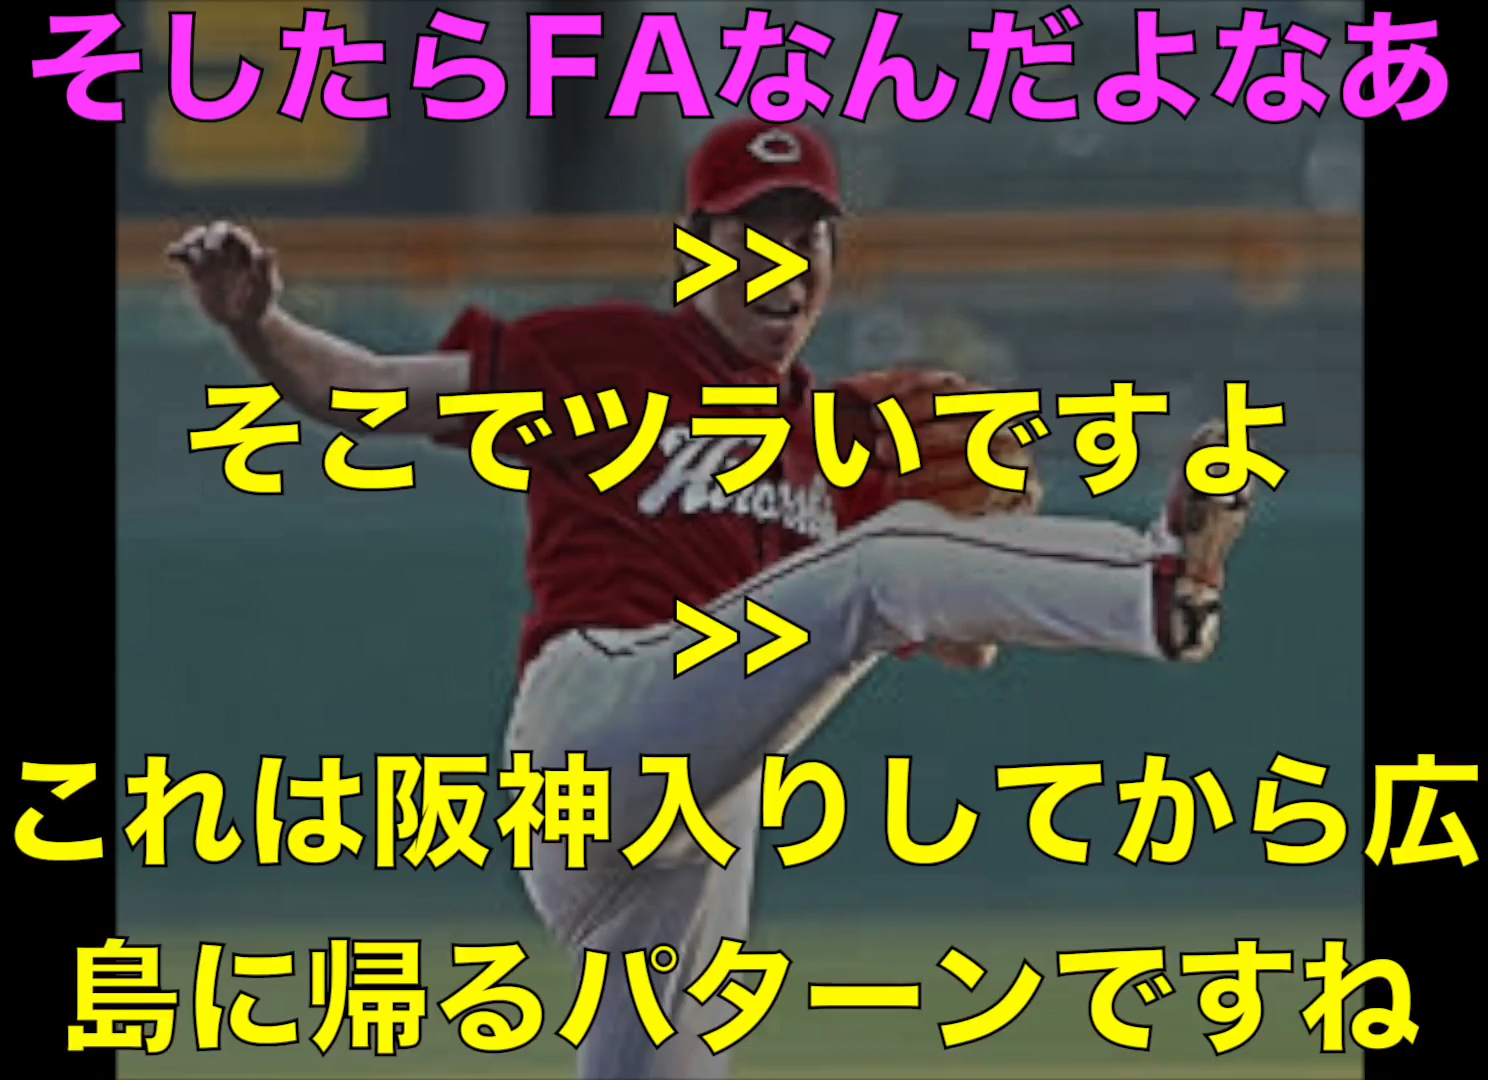 そしたらFAなんだよなあ
>>
そこでツラいですよ
>>
これは阪神入りしてから広
島に帰るパターンですね
C
Hiroshima